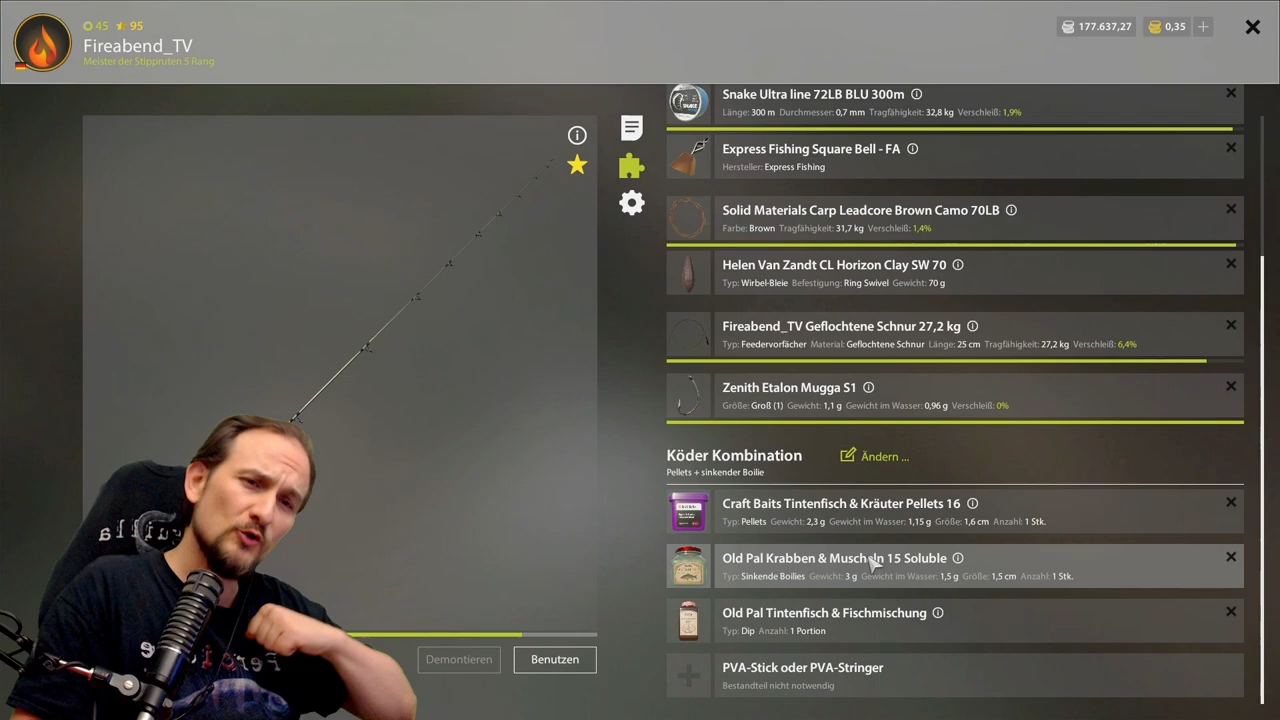 45 95
Fireabend_TV
Meister der Stippruten 5 Rang
177.637,27
0,35
Snake Ultra line 72LB BLU 300m
Länge: 300 m Durchmesser: 0,7 mm Tragfähigkeit: 32,8 kg Verschleiß: 1,9%
Express Fishing Square Bell - FA
Hersteller: Express Fishing
Solid Materials Carp Leadcore Brown Camo 70LB
Farbe: Brown Tragfähigkeit: 31,7 kg Verschleiß: 1,4%
Helen Van Zandt CL Horizon Clay SW 70
Typ: Wirbel-Bleie Befestigung: Ring Swivel Gewicht: 70 g
Fireabend_TV Geflochtene Schnur 27,2 kg
Typ: Feedervorfächer Material: Geflochtene Schnur Länge: 25 cm Tragfähigkeit: 27,2 kg Verschleiß: 6,4%
Zenith Etalon Mugga S1
Größe: Groß (1) Gewicht: 1,1 g Gewicht im Wasser: 0,96 g Verschleiß: 0%
Köder Kombination
Ändern ...
Pellets + sinkender Boilie
Craft Baits Tintenfisch & Kräuter Pellets 16
Typ: Pellets Gewicht: 2,3 g Gewicht im Wasser: 1,15 g Größe: 1,6 cm Anzahl: 1 Stk.
Old Pal Krabben & Muscheln 15 Soluble
Typ: Sinkende Boilies Gewicht: 3 g Gewicht im Wasser: 1,5 g Größe: 1,5 cm Anzahl: 1 Stk.
Old Pal Tintenfisch & Fischmischung
Typ: Dip Anzahl: 1 Portion
PVA-Stick oder PVA-Stringer
Bestandteil nicht notwendig
Demontieren
Benutzen